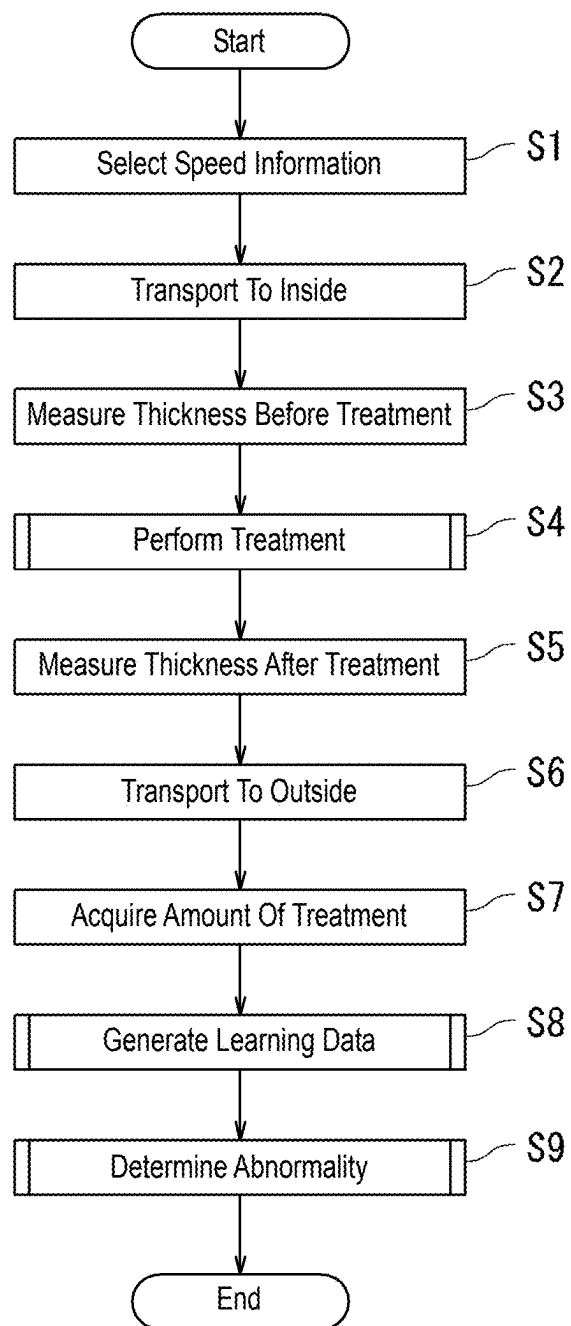 Start
Select Speed Information
S1
Transport To Inside
S2
Measure Thickness Before Treatment
S3
Perform Treatment
S4
Measure Thickness After Treatment
S5
Transport To Outside
S6
Acquire Amount Of Treatment
S7
Generate Learning Data
S8
Determine Abnormality
S9
End